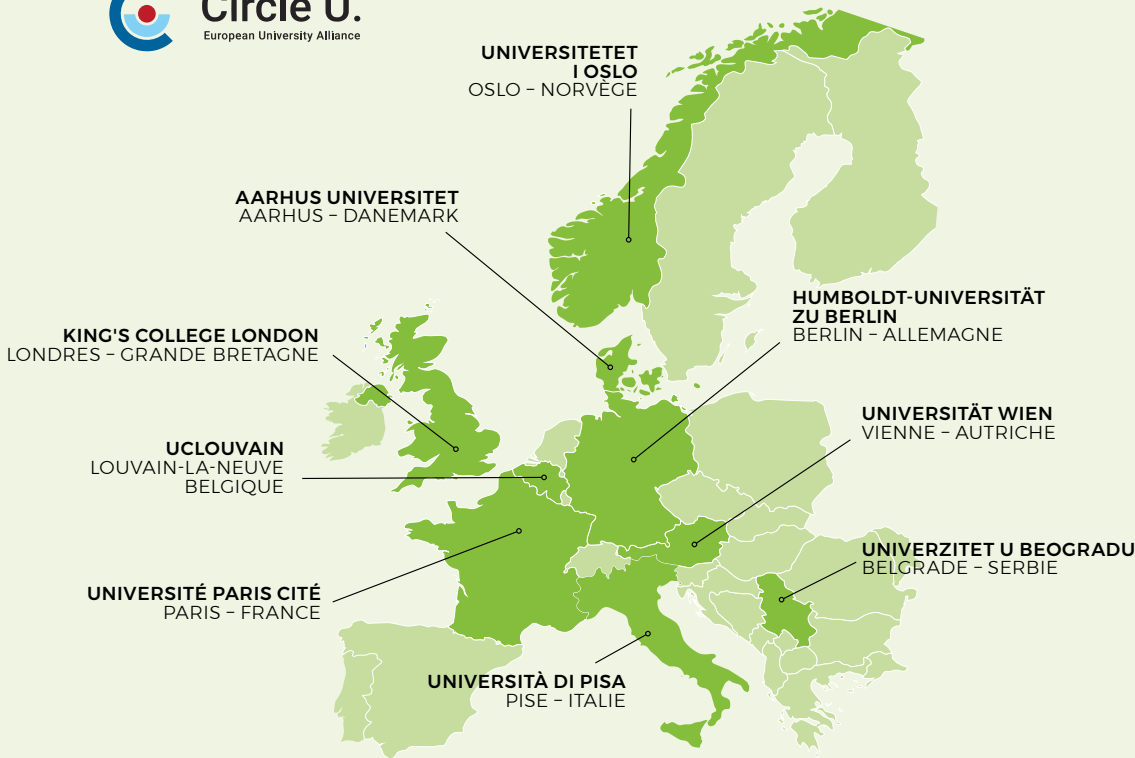 Circle U.
European University Alliance
UNIVERSITETET
I OSLO
OSLO – NORVÈGE
AARHUS UNIVERSITET
AARHUS – DANEMARK
HUMBOLDT-UNIVERSITÄT
ZU BERLIN
BERLIN – ALLEMAGNE
KING'S COLLEGE LONDON
LONDRES – GRANDE BRETAGNE
UNIVERSITÄT WIEN
VIENNE – AUTRICHE
UCLOUVAIN
LOUVAIN-LA-NEUVE
BELGIQUE
UNIVERZITET U BEOGRADU
BELGRADE – SERBIE
UNIVERSITÉ PARIS CITÉ
PARIS – FRANCE
UNIVERSITÀ DI PISA
PISE – ITALIE